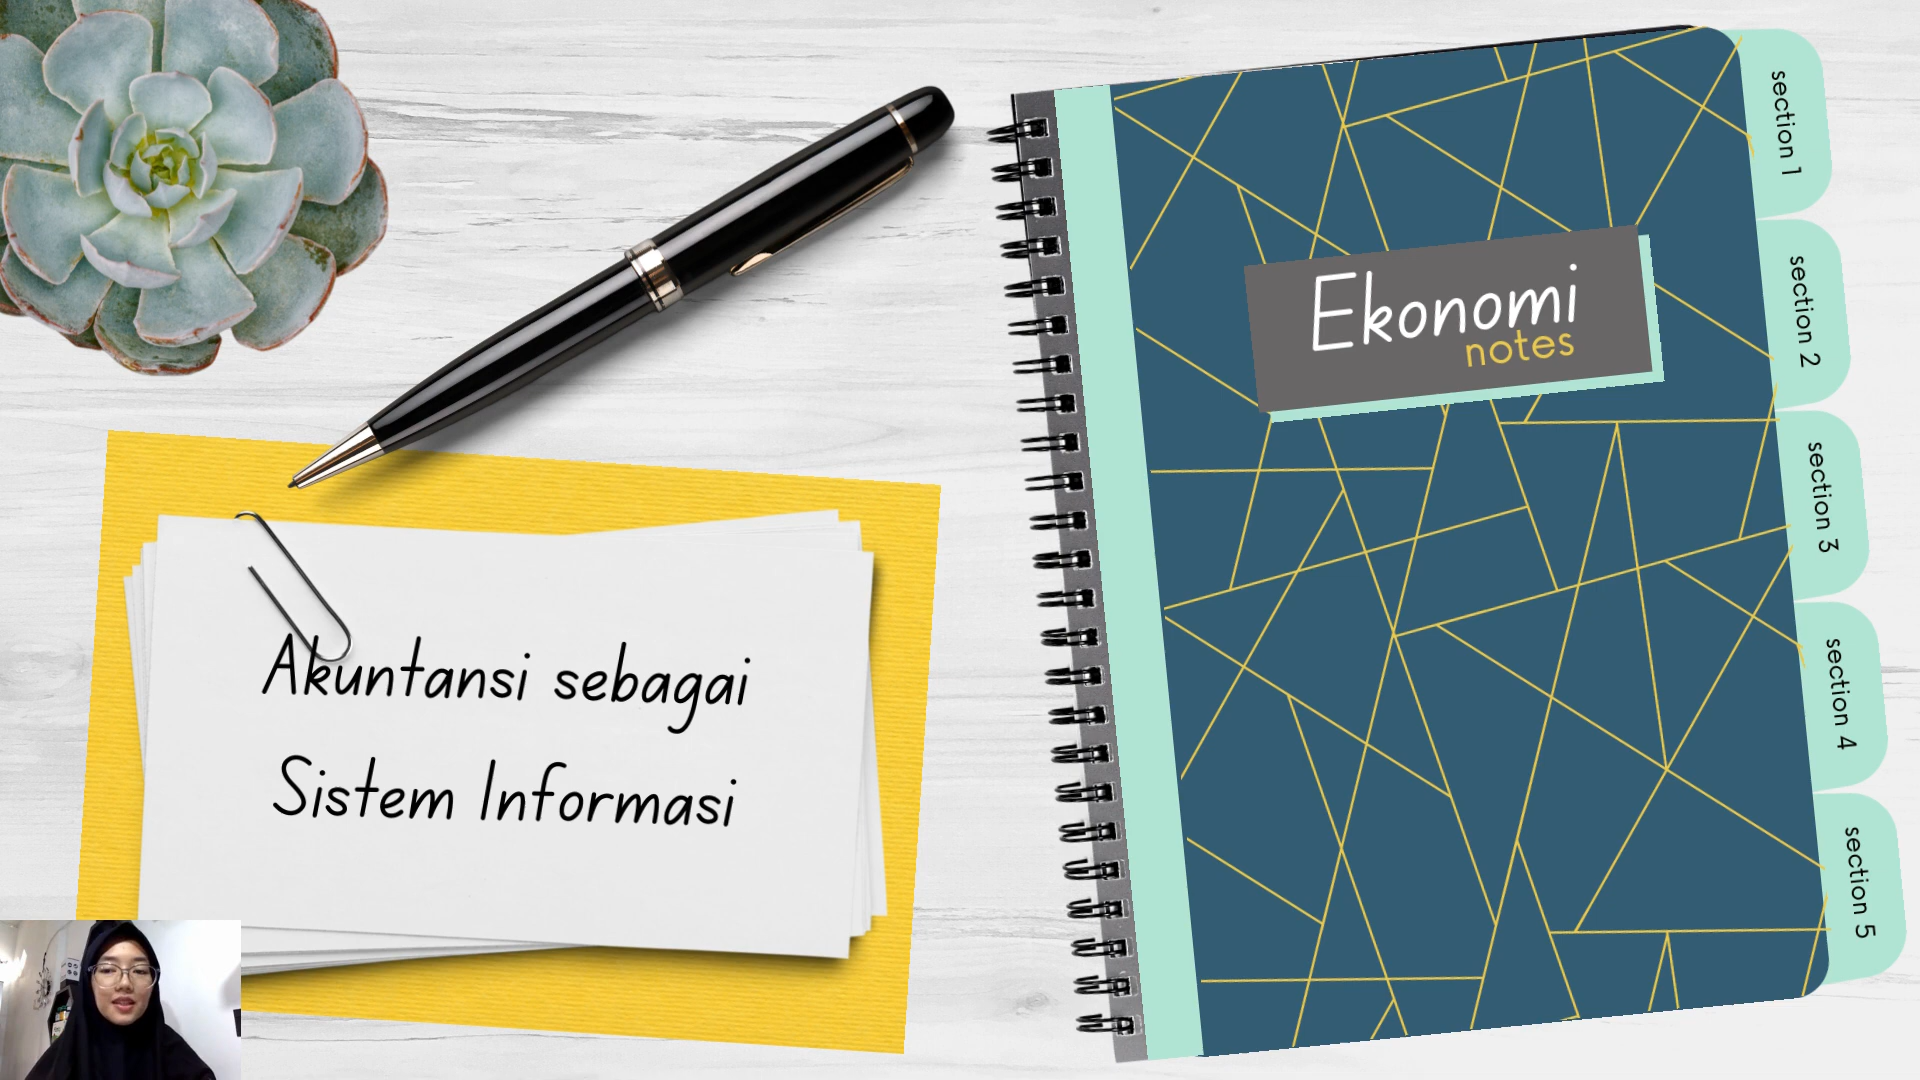 Ekonomi
notes
Akuntansi sebagai
Sistem Informasi
section 1
section 2
section 3
section 4
section 5